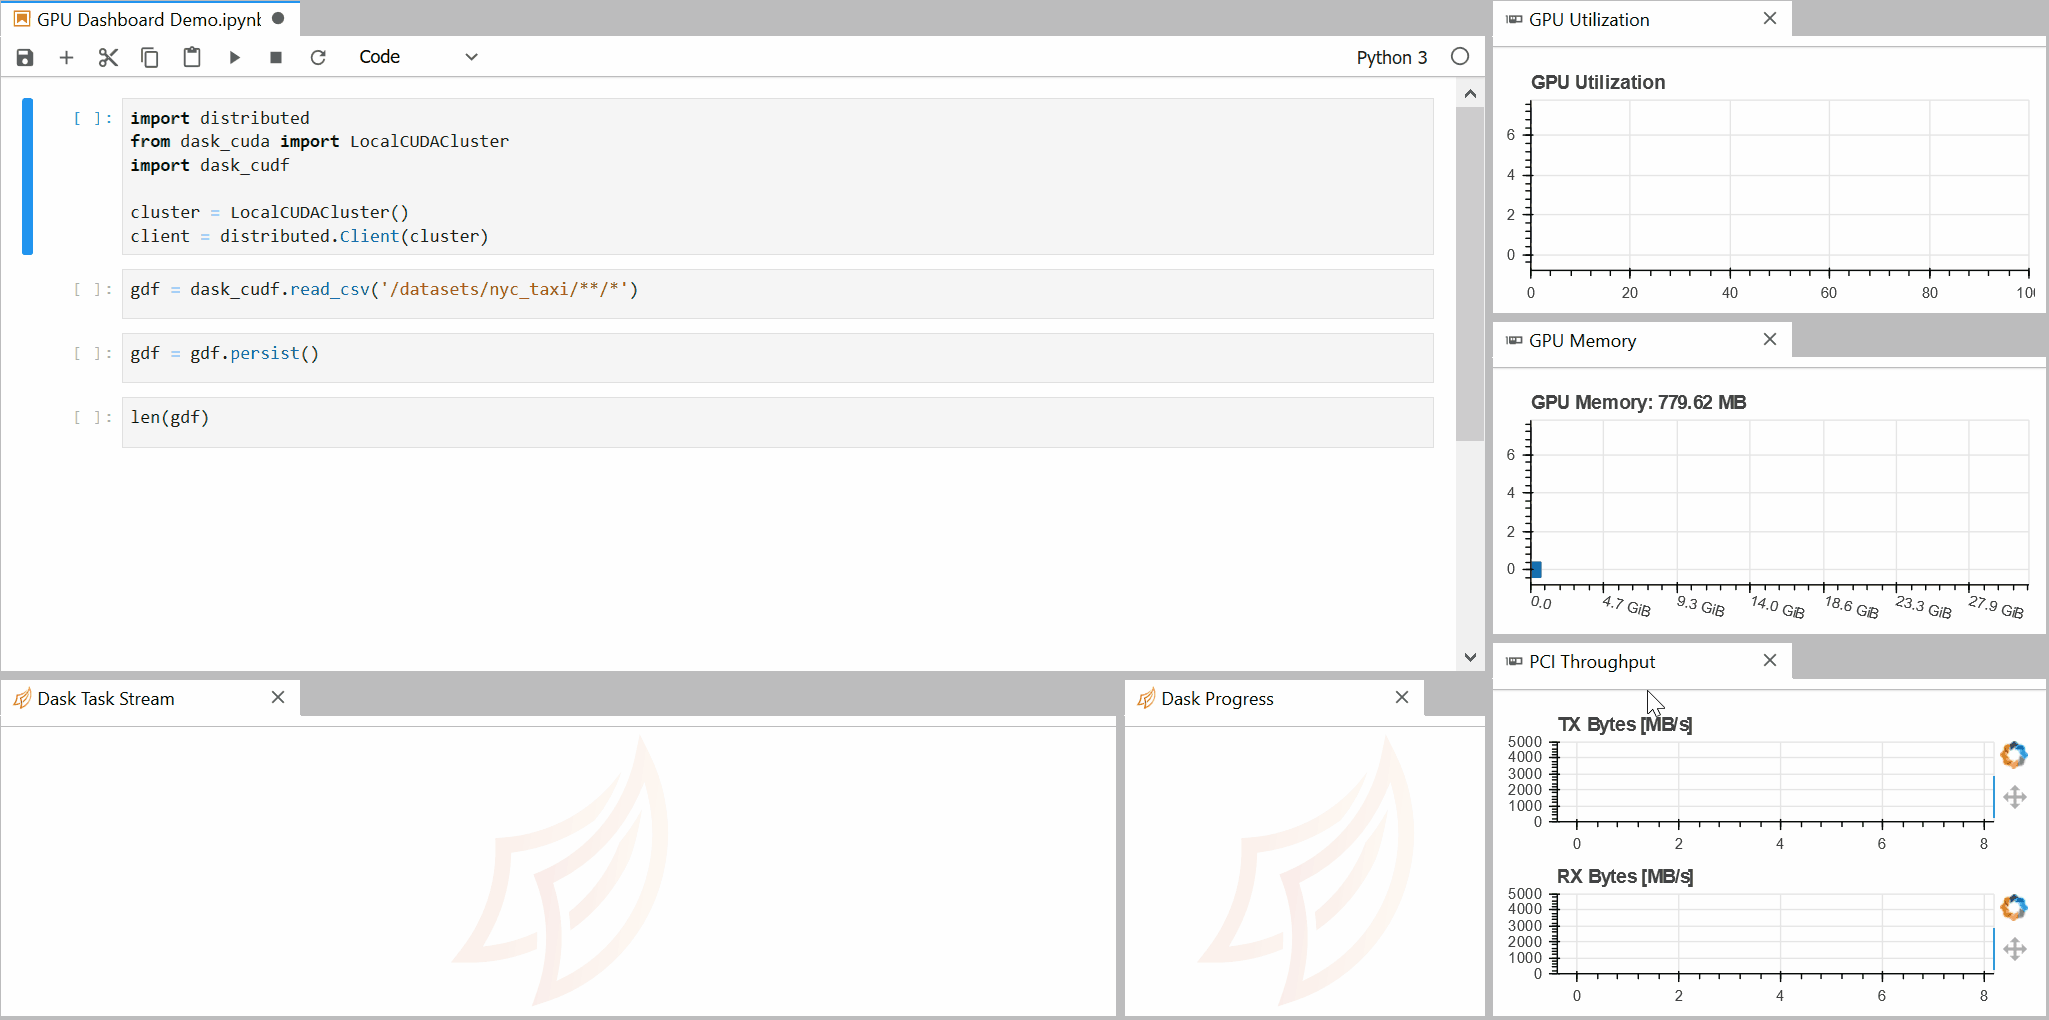 GPU Dashboard Demo.ipynb
Code
Python 3
[ ]: import distributed
from dask_cuda import LocalCUDACluster
import dask_cudf
cluster = LocalCUDACluster()
client = distributed.Client(cluster)
[ ]: gdf = dask_cudf.read_csv('/datasets/nyc_taxi/**/*')
[ ]: gdf = gdf.persist()
[ ]: len(gdf)
Dask Task Stream
Dask Progress
GPU Utilization
GPU Utilization
6
4
2
0
0 20 40 60 80 100
GPU Memory
GPU Memory: 779.62 MB
6
4
2
0
0.0 4.7 GiB 9.3 GiB 14.0 GiB 18.6 GiB 23.3 GiB 27.9 GiB
PCI Throughput
TX Bytes [MB/s]
5000
4000
3000
2000
1000
0
0 2 4 6 8
RX Bytes [MB/s]
5000
4000
3000
2000
1000
0
0 2 4 6 8